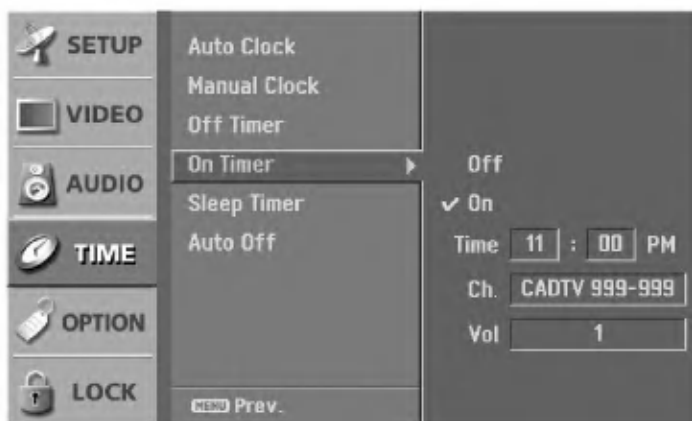 SETUP
VIDEO
AUDIO
TIME
OPTION
LOCK
Auto Clock
Manual Clock
Off Timer
On Timer
Sleep Timer
Auto Off
MENU Prev.
Off
On
Time 11 : 00 PM
Ch. CADTV 999-999
Vol 1